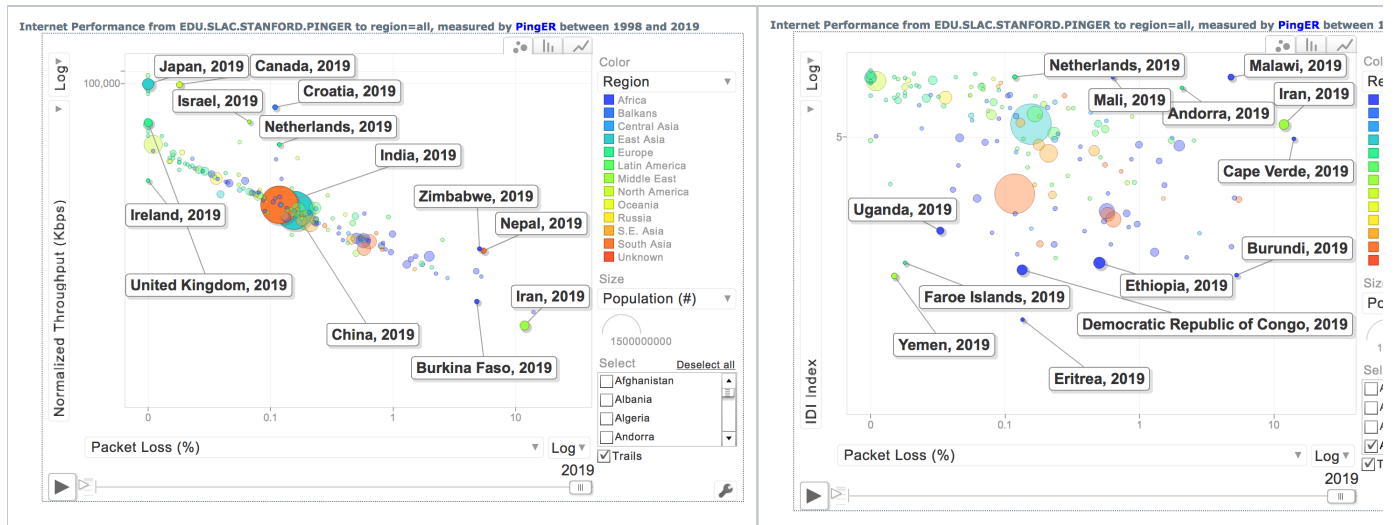 Internet Performance from EDU.SLAC.STANFORD.PINGER to region=all, measured by PingER between 1998 and 2019
Log
100,000
Normalized Throughput (Kbps)
Japan, 2019
Canada, 2019
Israel, 2019
Croatia, 2019
Netherlands, 2019
India, 2019
Zimbabwe, 2019
Nepal, 2019
Ireland, 2019
United Kingdom, 2019
China, 2019
Iran, 2019
Burkina Faso, 2019
0
0.1
1
10
Packet Loss (%)
Log
2019
Color
Region
Africa
Balkans
Central Asia
East Asia
Europe
Latin America
Middle East
North America
Oceania
Russia
S.E. Asia
South Asia
Unknown
Size
Population (#)
1500000000
Select
Deselect all
Afghanistan
Albania
Algeria
Andorra
Trails
Internet Performance from EDU.SLAC.STANFORD.PINGER to region=all, measured by PingER between 1
Log
5
IDI Index
Netherlands, 2019
Malawi, 2019
Mali, 2019
Andorra, 2019
Iran, 2019
Cape Verde, 2019
Uganda, 2019
Burundi, 2019
Faroe Islands, 2019
Ethiopia, 2019
Democratic Republic of Congo, 2019
Yemen, 2019
Eritrea, 2019
0
0.1
1
10
Packet Loss (%)
Log
2019
Col
Re
Siz
Po
1
Sel
A
A
A
A
T